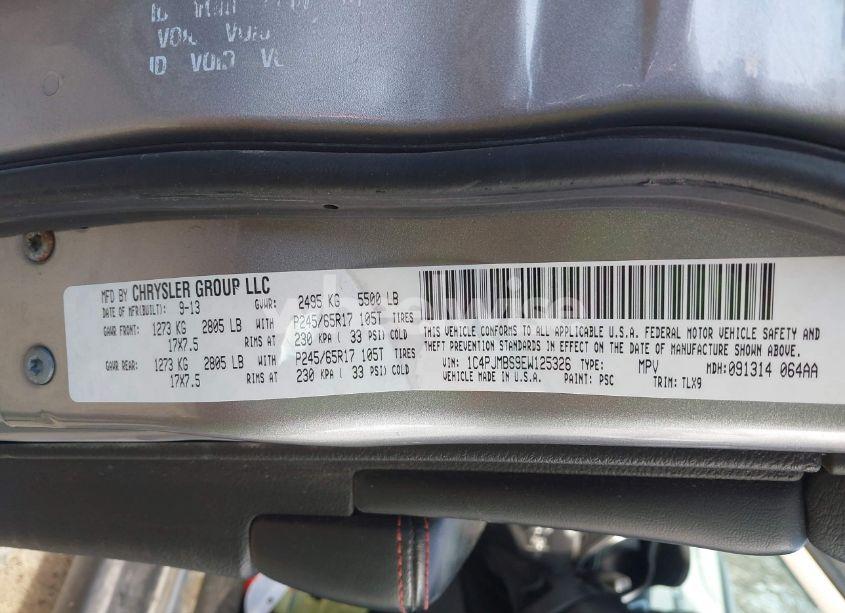 VOID VOID
ID VOID VO
MFD BY CHRYSLER GROUP LLC
DATE OF MFR(BUILT): 9-13 GVWR: 2495 KG 5500 LB
GAWR FRONT: 1273 KG 2805 LB WITH P245/65R17 105T TIRES
17X7.5 RIMS AT 230 KPA ( 33 PSI) COLD
GAWR REAR: 1273 KG 2805 LB WITH P245/65R17 105T TIRES
17X7.5 RIMS AT 230 KPA ( 33 PSI) COLD
THIS VEHICLE CONFORMS TO ALL APPLICABLE U.S.A. FEDERAL MOTOR VEHICLE SAFETY AND
THEFT PREVENTION STANDARDS IN EFFECT ON THE DATE OF MANUFACTURE SHOWN ABOVE.
VIN: 1C4PJMBS9EW125326 TYPE: MPV MDH: 091314 064AA
VEHICLE MADE IN U.S.A. PAINT: PSC TRIM: TLX9